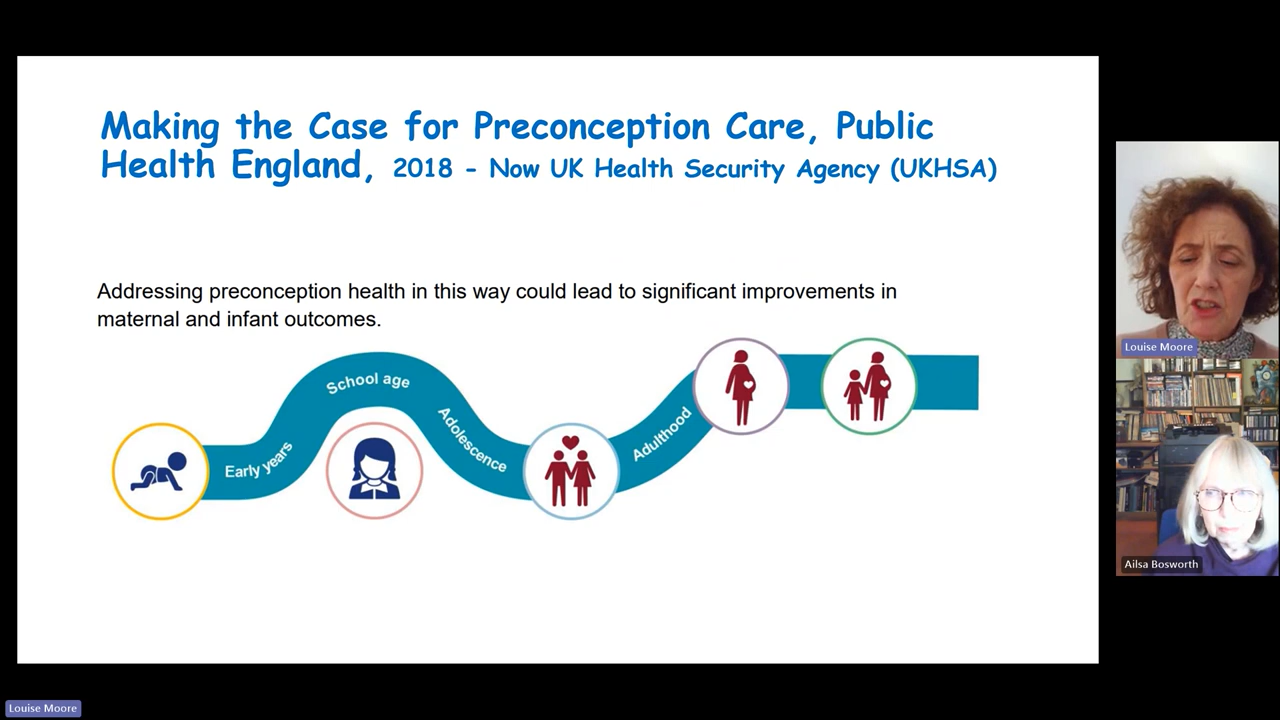 Making the Case for Preconception Care, Public
Health England, 2018 - Now UK Health Security Agency (UKHSA)
Addressing preconception health in this way could lead to significant improvements in
maternal and infant outcomes.
Early years
School age
Adolescence
Adulthood
Louise Moore
Ailsa Bosworth
Louise Moore